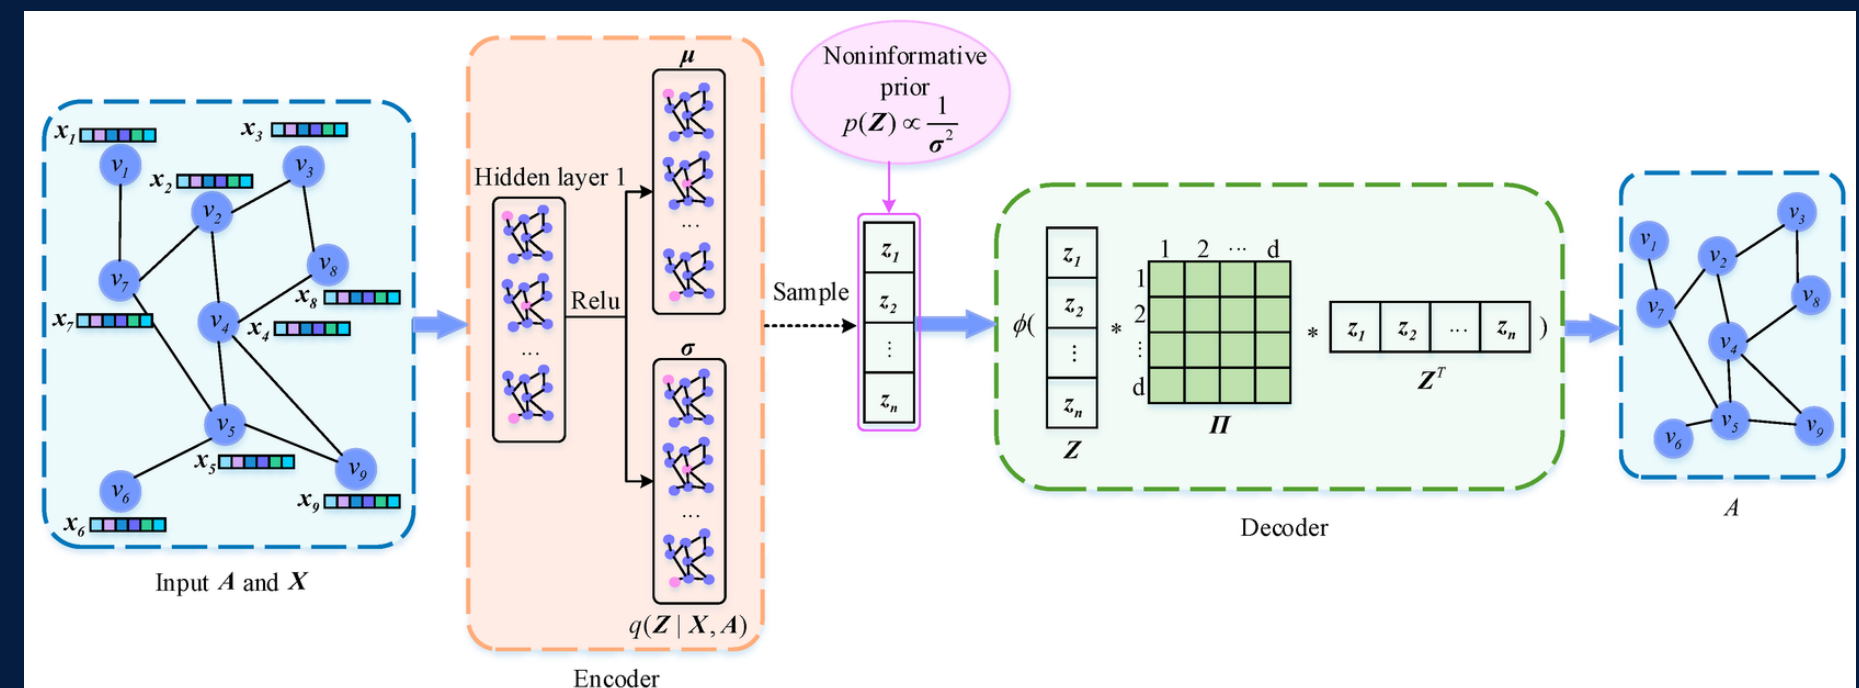 x1
v1
x3
v3
x2
v2
v7
x7
v8
x8
v4
x4
v5
x5
v6
x6
v9
x9
Input A and X
Hidden layer 1
...
Relu
μ
...
σ
...
q(Z | X, A)
Encoder
Noninformative
prior
p(Z) ∝ 1/σ²
Sample
z1
z2
⋮
zn
ϕ(
z1
z2
⋮
zn
Z
*
1 2 ... d
1
2
⋮
d
Π
*
z1 z2 ... zn )
Z^T
Decoder
v1
v3
v2
v7
v8
v4
v5
v6
v9
A